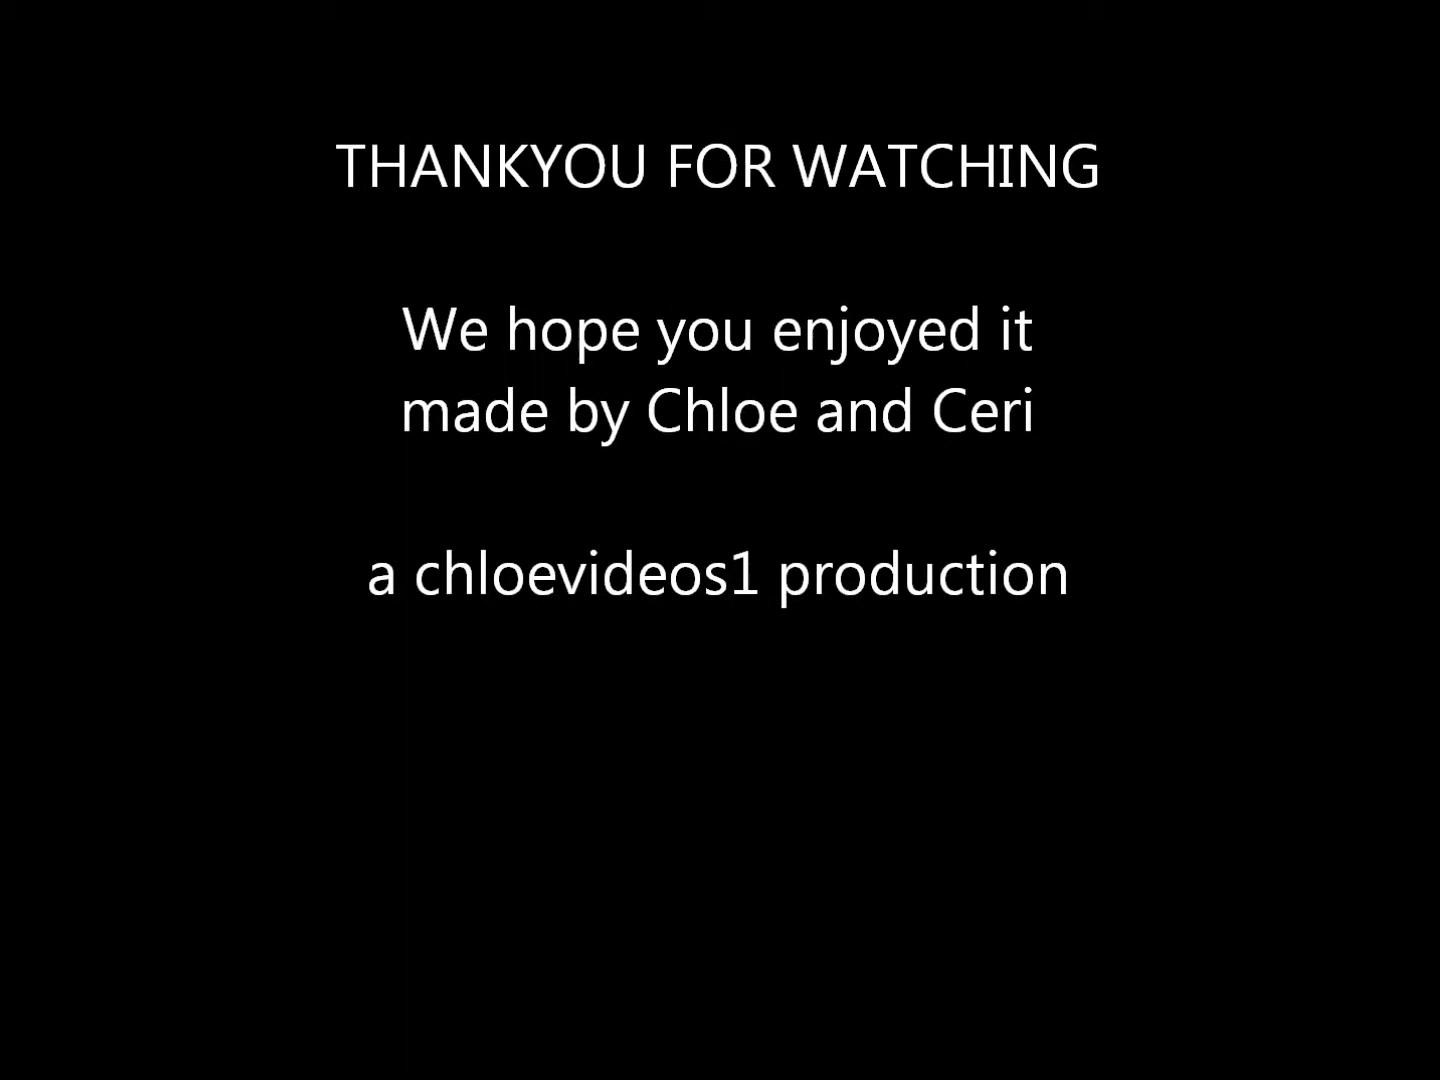 THANKYOU FOR WATCHING
We hope you enjoyed it
made by Chloe and Ceri
a chloevideos1 production